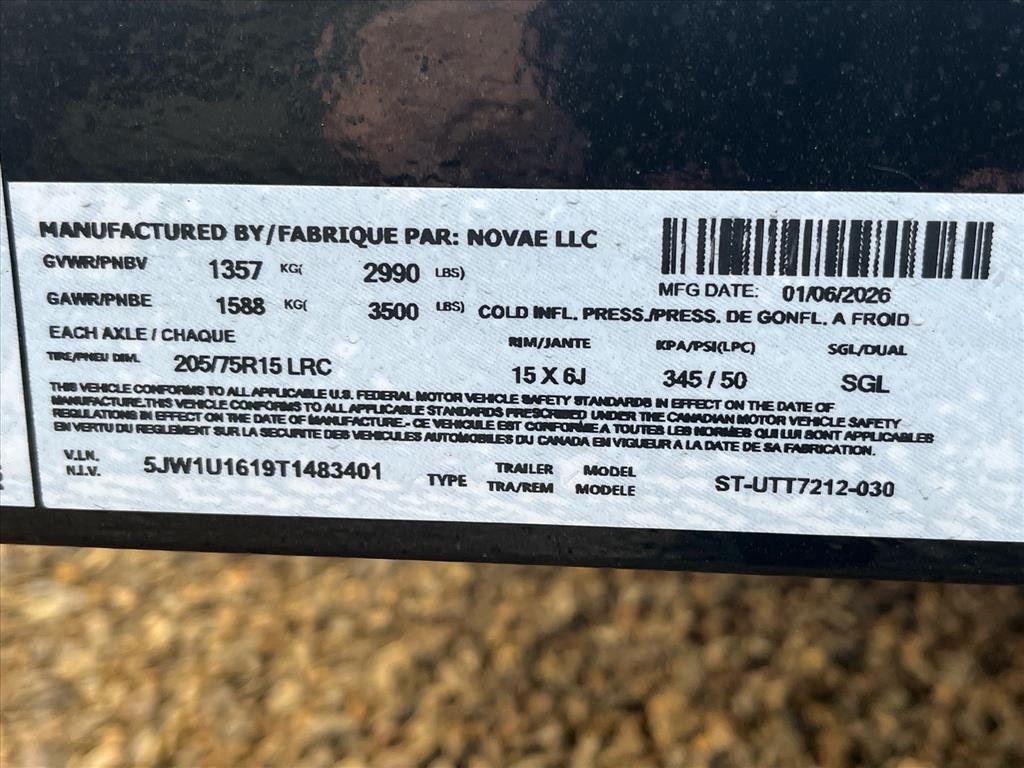 MANUFACTURED BY/FABRIQUE PAR: NOVAE LLC
GVWR/PNBV 1357 KG( 2990 LBS)
MFG DATE: 01/06/2026
GAWR/PNBE 1588 KG( 3500 LBS) COLD INFL. PRESS./PRESS. DE GONFL. A FROID
EACH AXLE / CHAQUE RIM/JANTE KPA/PSI(LPC) SGL/DUAL
TIRE/PNEU DIM. 205/75R15 LRC 15 X 6J 345 / 50 SGL
THIS VEHICLE CONFORMS TO ALL APPLICABLE U.S. FEDERAL MOTOR VEHICLE SAFETY STANDARDS IN EFFECT ON THE DATE OF
MANUFACTURE.THIS VEHICLE CONFORMS TO ALL APPLICABLE STANDARDS PRESCRIBED UNDER THE CANADIAN MOTOR VEHICLE SAFETY
REGULATIONS IN EFFECT ON THE DATE OF MANUFACTURE.- CE VEHICULE EST CONFORME A TOUTES LES NORMES QUI LUI SONT APPLICABLES
EN VERTU DU REGLEMENT SUR LA SECURITE DES VEHICULES AUTOMOBILES DU CANADA EN VIGUEUR A LA DATE DE SA FABRICATION.
V.I.N. 5JW1U1619T1483401 TYPE TRAILER MODEL ST-UTT7212-030
N.I.V. TRA/REM MODELE